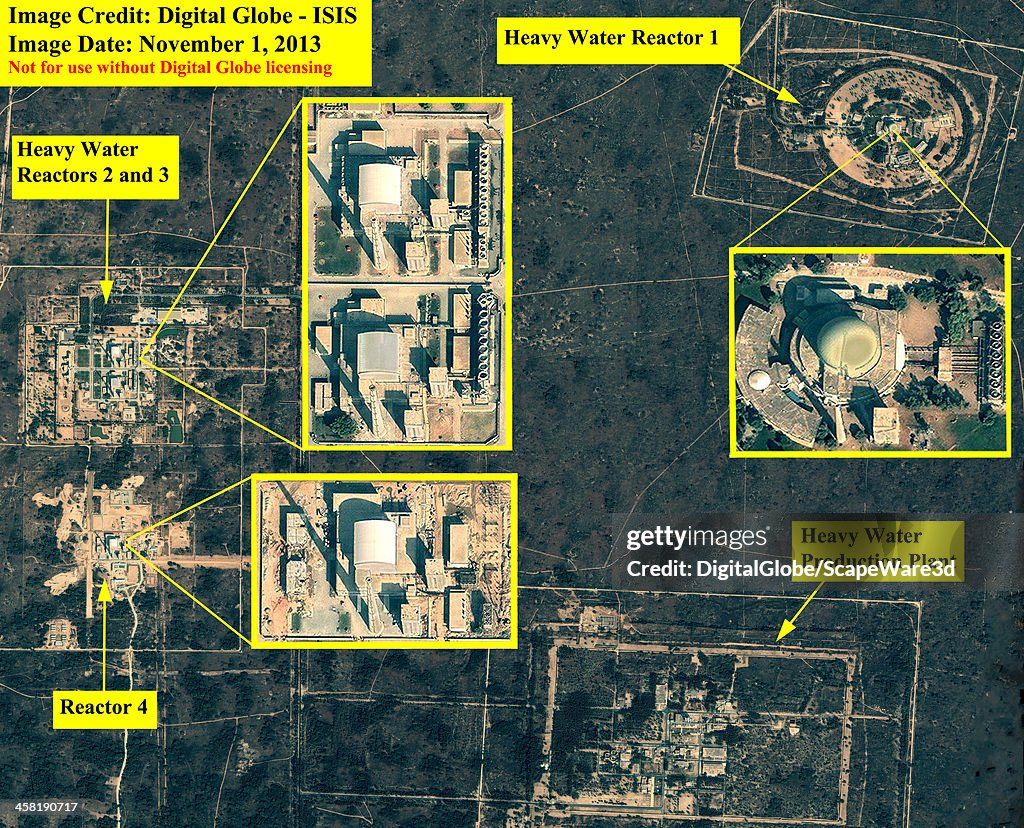 Image Credit: Digital Globe - ISIS
Image Date: November 1, 2013
Not for use without Digital Globe licensing
Heavy Water Reactor 1
Heavy Water
Reactors 2 and 3
Heavy Water
Production Plant
gettyimages®
Credit: DigitalGlobe/ScapeWare3d
Reactor 4
458190717